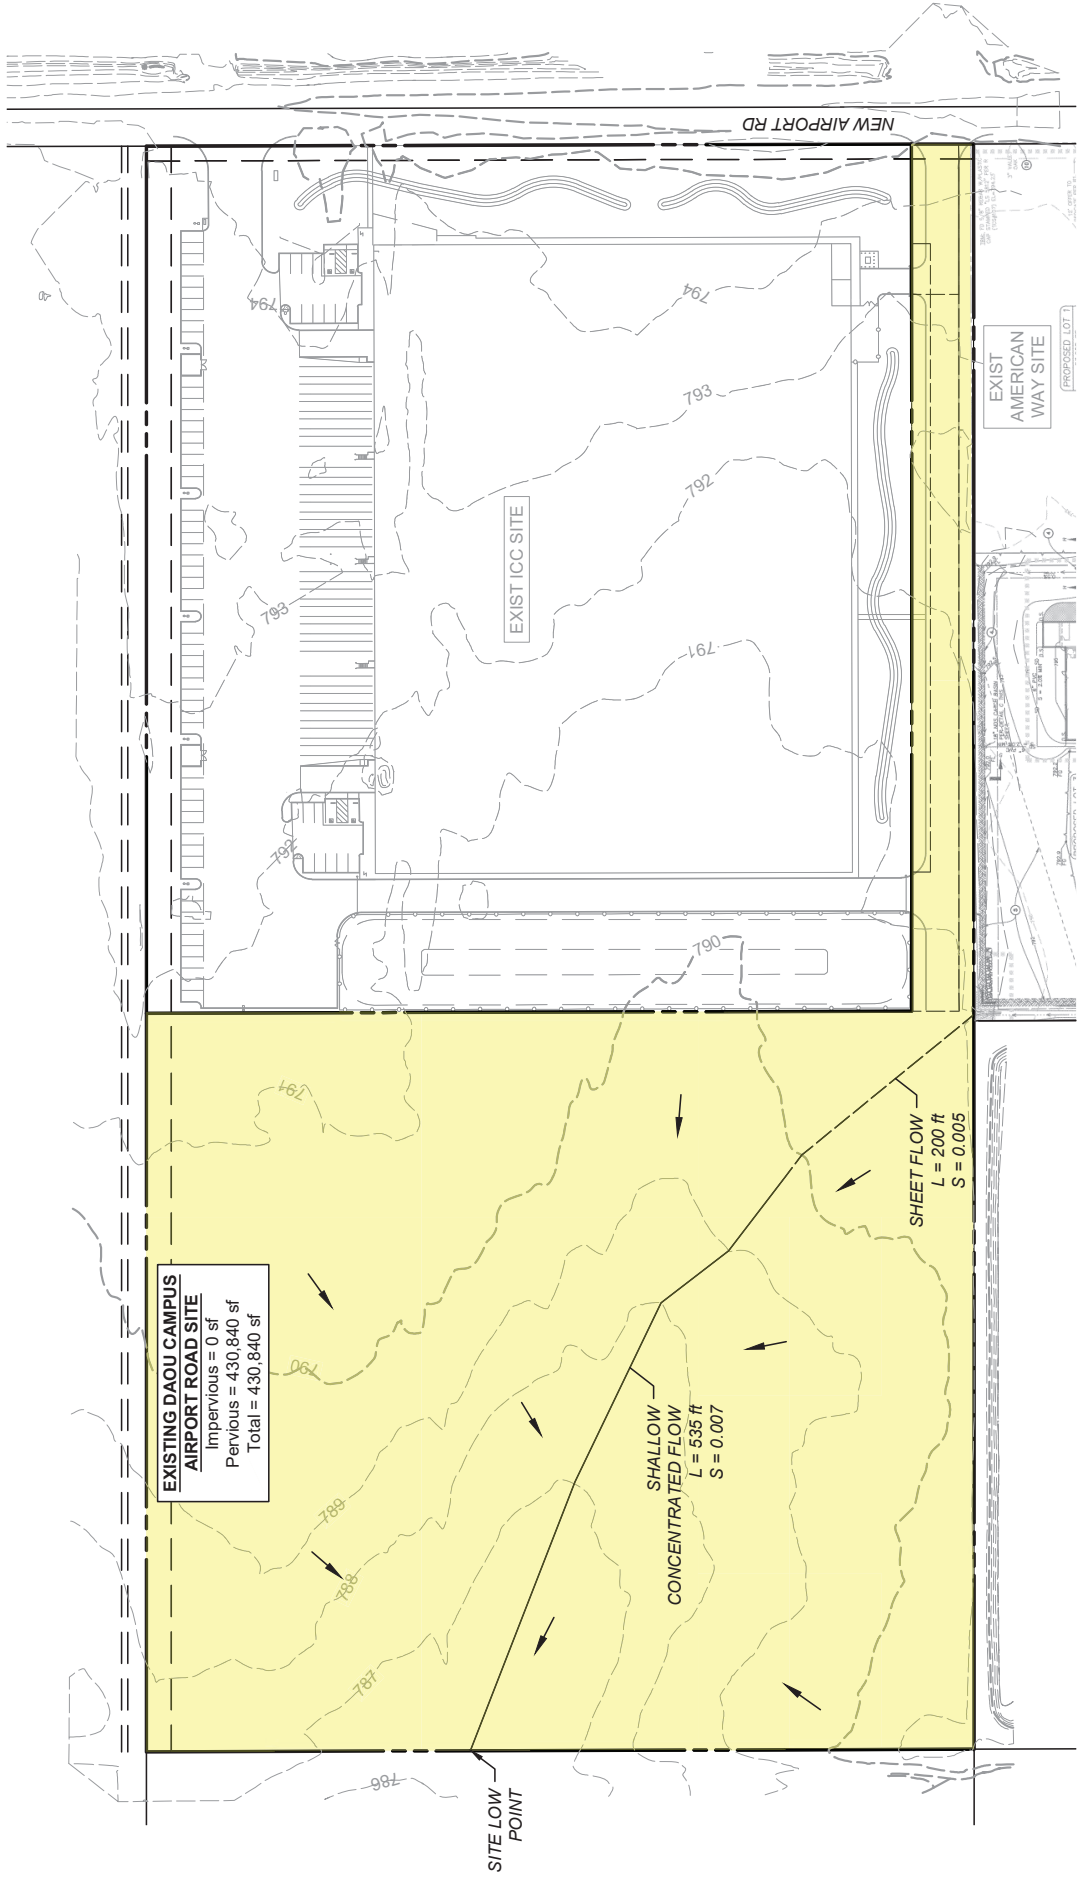 NEW AIRPORT RD
794
794
793
793
792
792
791
790
791
790
789
788
787
786
EXIST ICC SITE
EXIST
AMERICAN
WAY SITE
PROPOSED LOT 1
EXISTING DAOU CAMPUS
AIRPORT ROAD SITE
Impervious = 0 sf
Pervious = 430,840 sf
Total = 430,840 sf
SHEET FLOW
L = 200 ft
S = 0.005
SHALLOW
CONCENTRATED FLOW
L = 535 ft
S = 0.007
SITE LOW
POINT